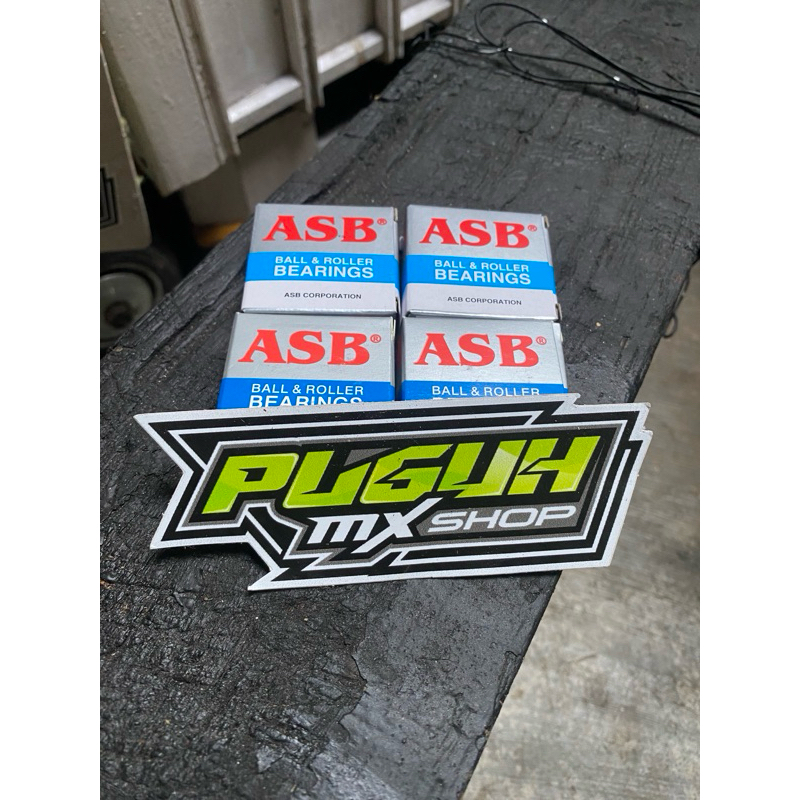 ASB®
BALL & ROLLER
BEARINGS
ASB CORPORATION
ASB®
BALL & ROLLER
BEARINGS
ASB CORPORATION
ASB®
BALL & ROLLER
BEARINGS
ASB®
BALL & ROLLER
PUGUH
MX SHOP